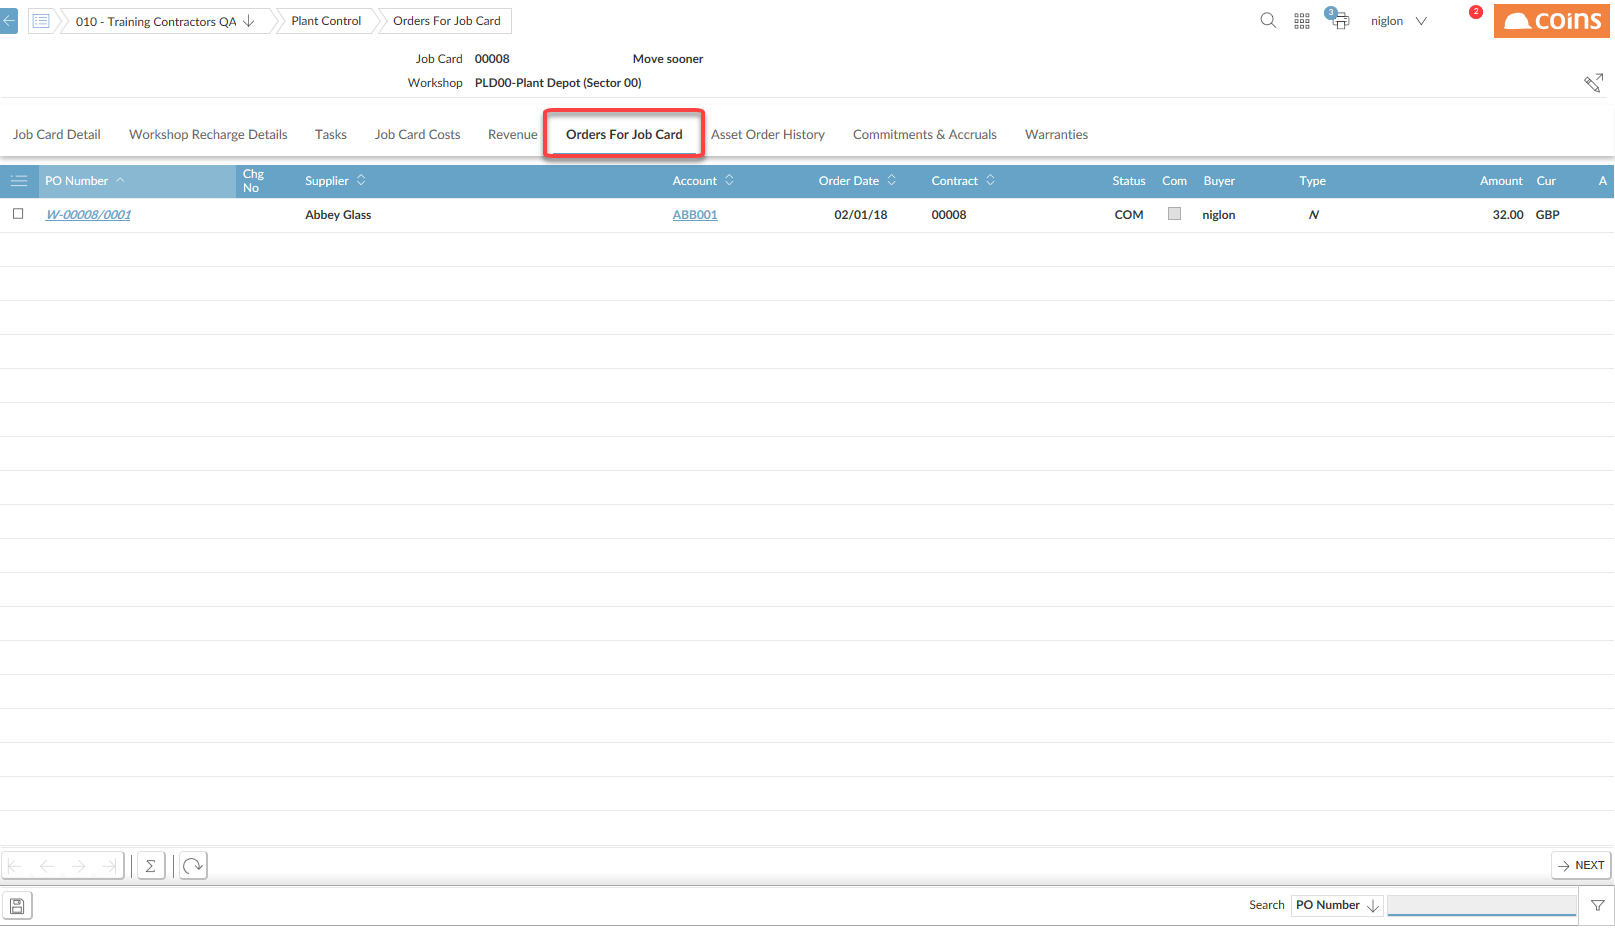 010 - Training Contractors QA Plant Control Orders For Job Card 3 niglon 2 coins
Job Card 00008 Move sooner
Workshop PLD00-Plant Depot (Sector 00)
Job Card Detail Workshop Recharge Details Tasks Job Card Costs Revenue Orders For Job Card Asset Order History Commitments & Accruals Warranties
PO Number Chg No Supplier Account Order Date Contract Status Com Buyer Type Amount Cur A
W-00008/0001 Abbey Glass ABB001 02/01/18 00008 COM niglon N 32.00 GBP
Σ NEXT
Search PO Number